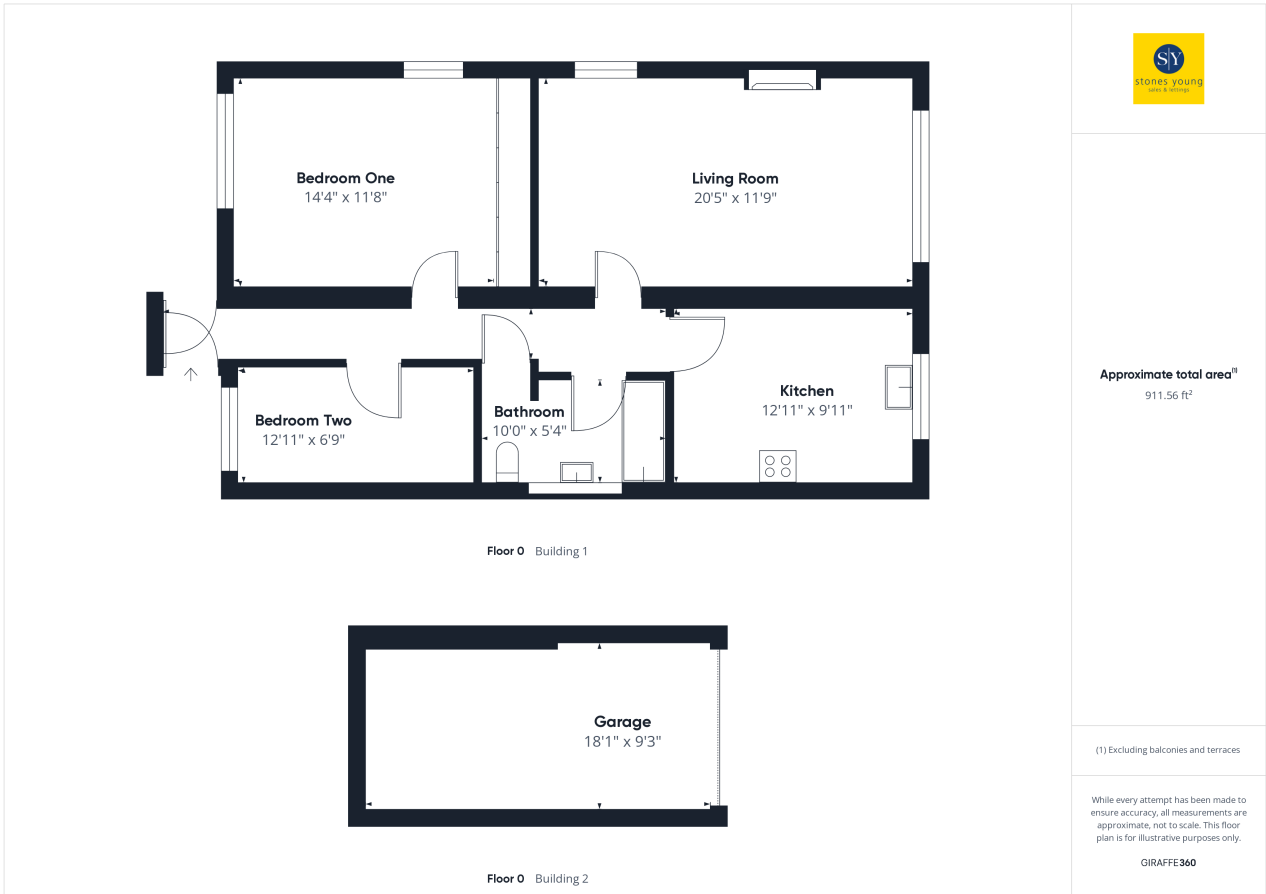 Bedroom One
14'4" x 11'8"
Living Room
20'5" x 11'9"
Kitchen
12'11" x 9'11"
Bedroom Two
12'11" x 6'9"
Bathroom
10'0" x 5'4"
Floor 0 Building 1
Garage
18'1" x 9'3"
Floor 0 Building 2
S|Y
stones young
sales & lettings
Approximate total area(1)
911.56 ft²
(1) Excluding balconies and terraces
While every attempt has been made to
ensure accuracy, all measurements are
approximate, not to scale. This floor
plan is for illustrative purposes only.
GIRAFFE360